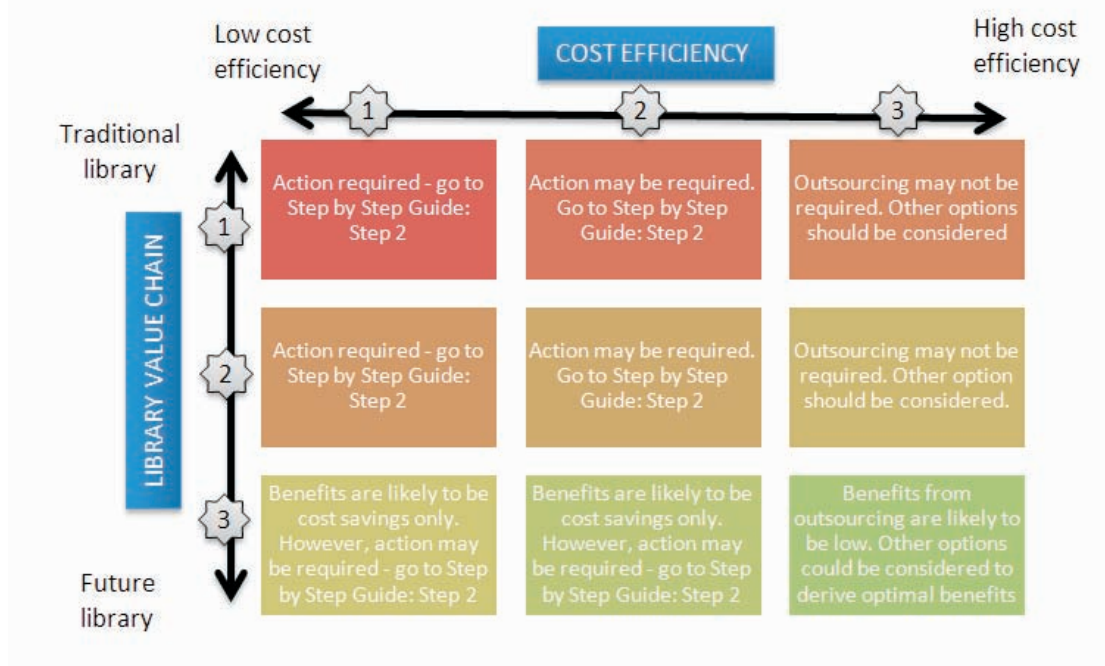 Low cost
efficiency
COST EFFICIENCY
High cost
efficiency
1
2
3
Traditional
library
LIBRARY VALUE CHAIN
1
Action required - go to
Step by Step Guide:
Step 2
Action may be required.
Go to Step by Step
Guide: Step 2
Outsourcing may not be
required. Other options
should be considered
2
Action required - go to
Step by Step Guide:
Step 2
Action may be required.
Go to Step by Step
Guide: Step 2
Outsourcing may not be
required. Other option
should be considered.
3
Benefits are likely to be
cost savings only.
However, action may
be required - go to Step
by Step Guide: Step 2
Benefits are likely to be
cost savings only.
However, action may
be required - go to Step
by Step Guide: Step 2
Benefits from
outsourcing are likely to
be low. Other options
could be considered to
derive optimal benefits
Future
library